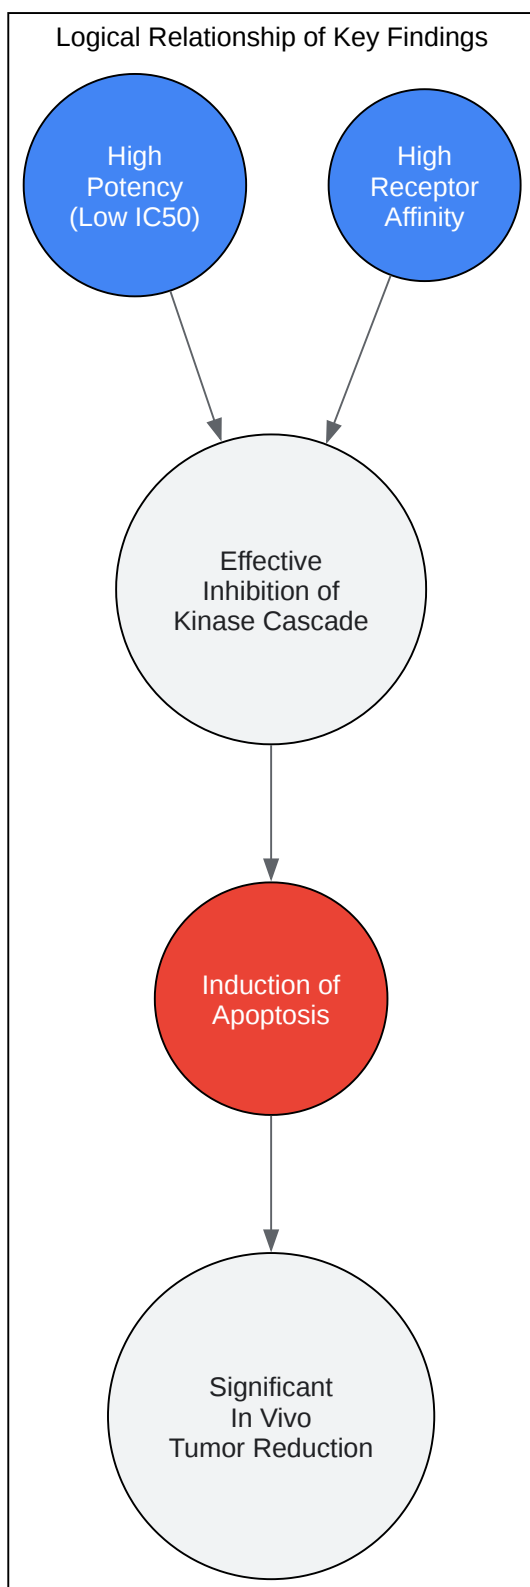 Logical Relationship of Key Findings
High
Potency
(Low IC50)
High
Receptor
Affinity
Effective
Inhibition of
Kinase Cascade
Induction of
Apoptosis
Significant
In Vivo
Tumor Reduction